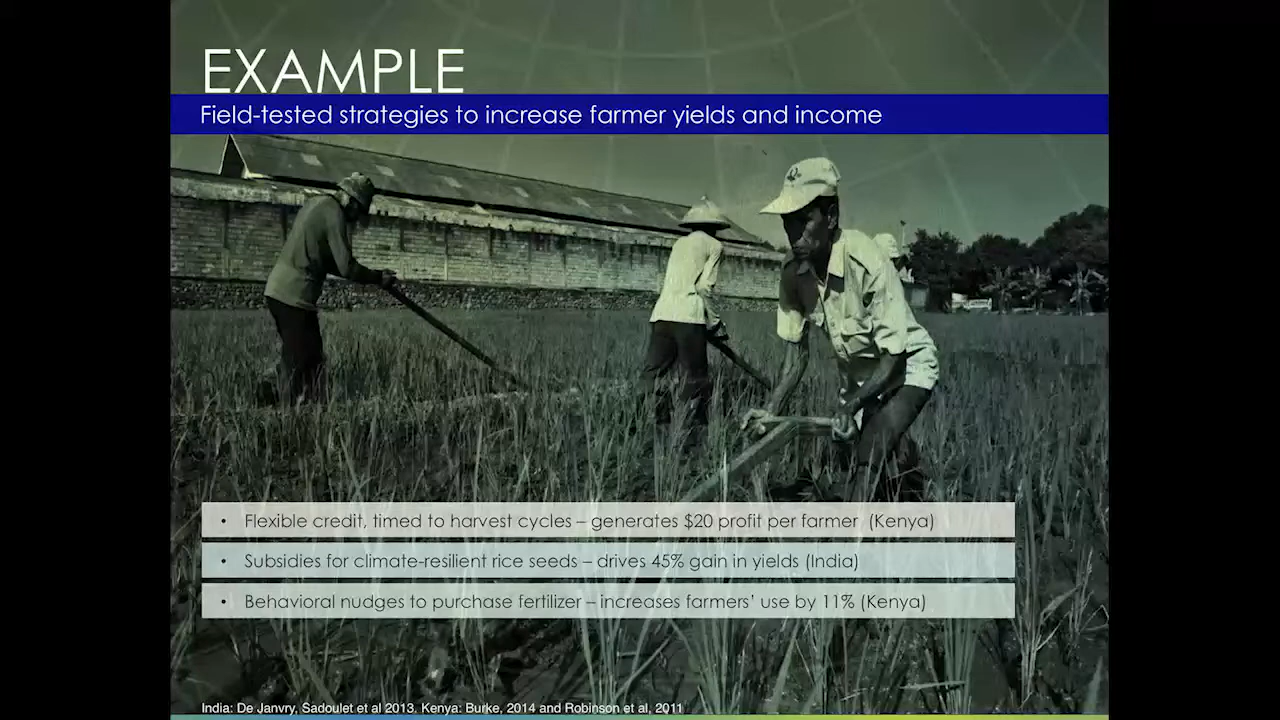 EXAMPLE
Field-tested strategies to increase farmer yields and income
• Flexible credit, timed to harvest cycles – generates $20 profit per farmer (Kenya)
• Subsidies for climate-resilient rice seeds – drives 45% gain in yields (India)
• Behavioral nudges to purchase fertilizer – increases farmers’ use by 11% (Kenya)
India: De Janvry, Sadoulet et al 2013. Kenya: Burke, 2014 and Robinson et al, 2011